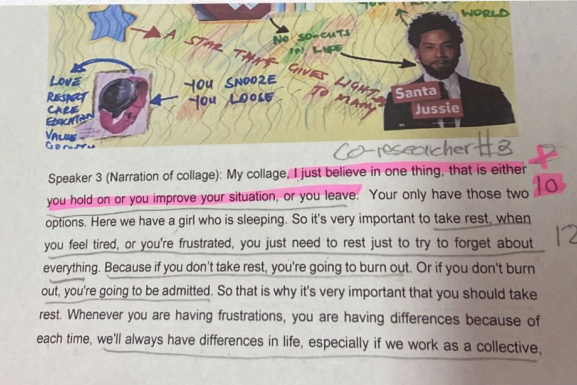 WORLD
NO SHORTCUTS
IN LIFE
A STAR THAT GIVES LIGHT
TO MANY
LOVE
RESPECT
CARE
EDUCATION
VALUE
GROWTH
YOU SNOOZE
YOU LOOSE
Santa
Jussie
Co-researcher #3
Speaker 3 (Narration of collage): My collage, I just believe in one thing, that is either
you hold on or you improve your situation, or you leave. Your only have those two
10
options. Here we have a girl who is sleeping. So it's very important to take rest, when
you feel tired, or you're frustrated, you just need to rest just to try to forget about
12
everything. Because if you don't take rest, you're going to burn out. Or if you don't burn
out, you're going to be admitted. So that is why it's very important that you should take
rest. Whenever you are having frustrations, you are having differences because of
each time, we'll always have differences in life, especially if we work as a collective,